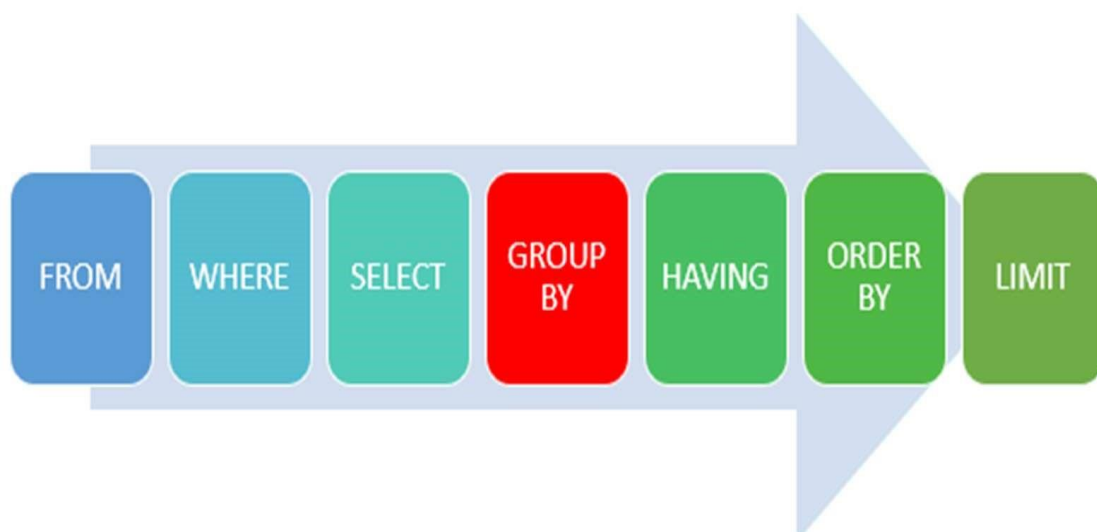 FROM
WHERE
SELECT
GROUP
BY
HAVING
ORDER
BY
LIMIT